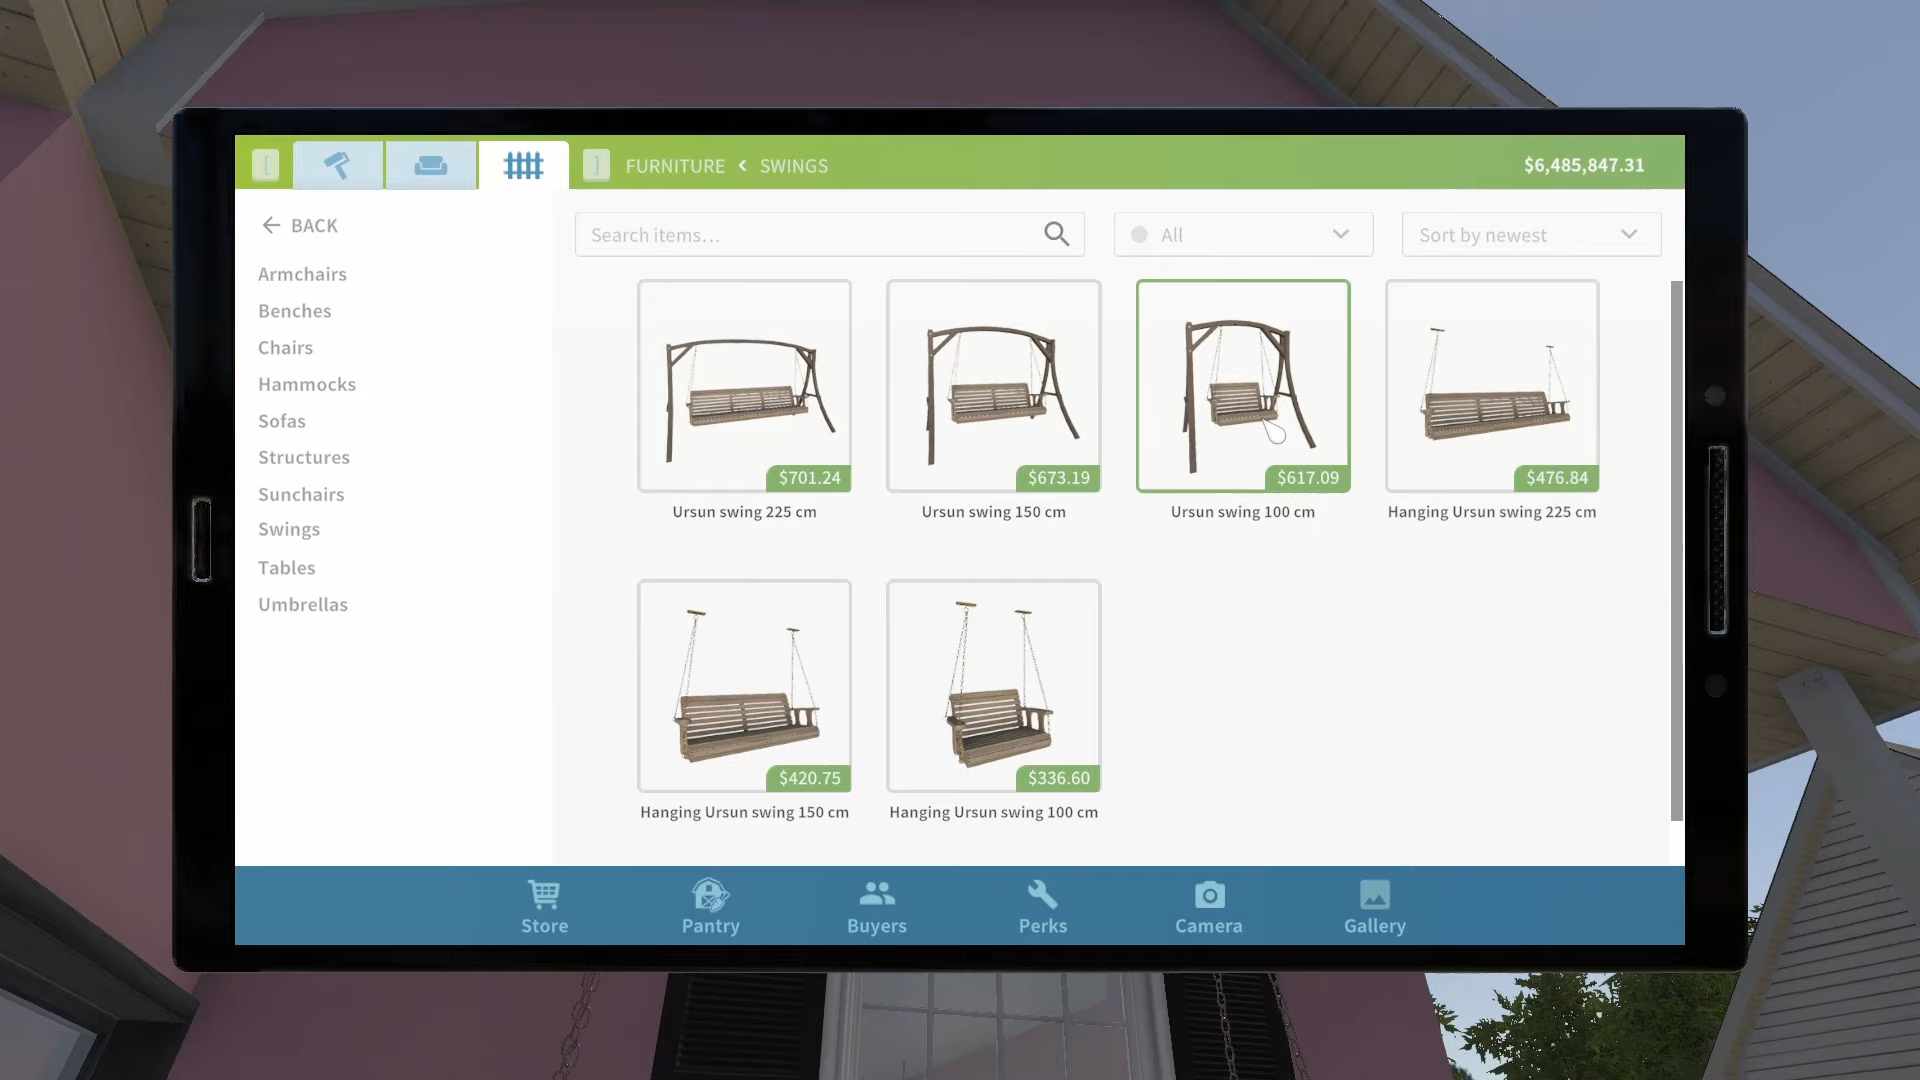 [
]
FURNITURE < SWINGS
$6,485,847.31
BACK
Armchairs
Benches
Chairs
Hammocks
Sofas
Structures
Sunchairs
Swings
Tables
Umbrellas
Search items...
All
Sort by newest
$701.24
Ursun swing 225 cm
$673.19
Ursun swing 150 cm
$617.09
Ursun swing 100 cm
$476.84
Hanging Ursun swing 225 cm
$420.75
Hanging Ursun swing 150 cm
$336.60
Hanging Ursun swing 100 cm
Store
Pantry
Buyers
Perks
Camera
Gallery